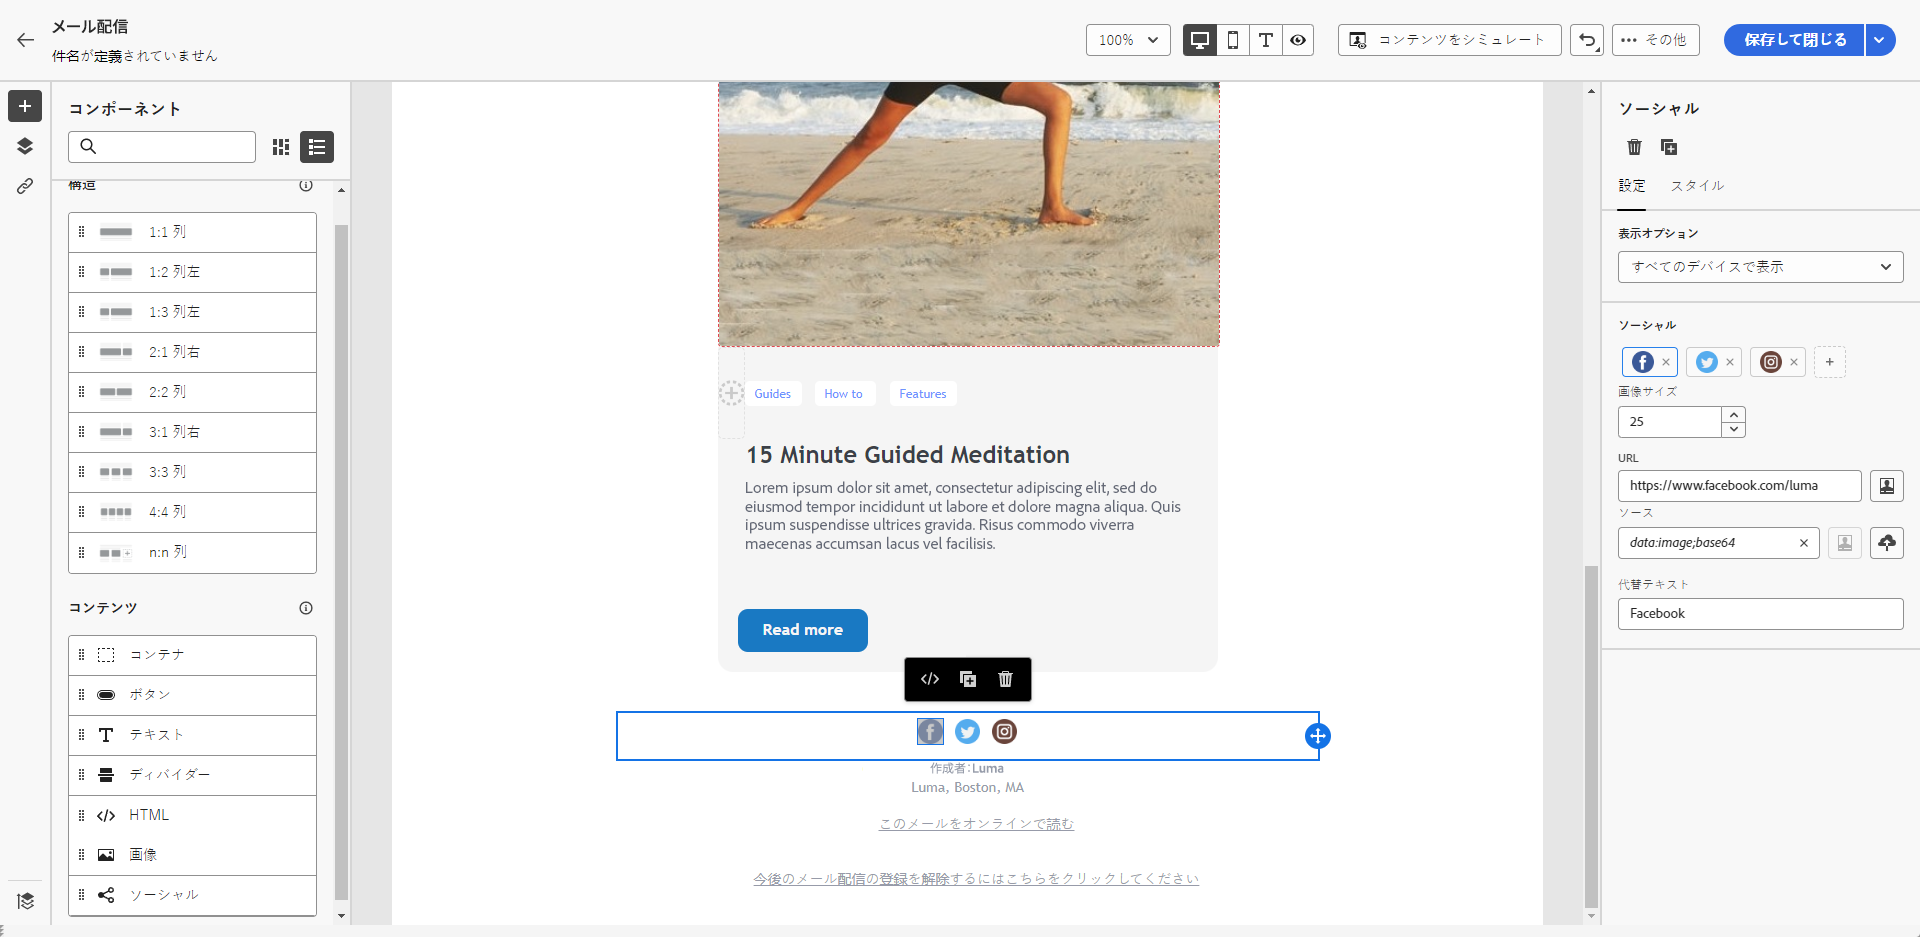 メール配信
件名が定義されていません
100%
コンテンツをシミュレート
その他
保存して閉じる
コンポーネント
構造
1:1 列
1:2 列左
1:3 列左
2:1 列右
2:2 列
3:1 列右
3:3 列
4:4 列
n:n 列
コンテンツ
コンテナ
ボタン
テキスト
ディバイダー
HTML
画像
ソーシャル
Guides
How to
Features
15 Minute Guided Meditation
Lorem ipsum dolor sit amet, consectetur adipiscing elit, sed do
eiusmod tempor incididunt ut labore et dolore magna aliqua. Quis
ipsum suspendisse ultrices gravida. Risus commodo viverra
maecenas accumsan lacus vel facilisis.
Read more
作成者：Luma
Luma, Boston, MA
このメールをオンラインで読む
今後のメール配信の登録を解除するにはこちらをクリックしてください
ソーシャル
設定
スタイル
表示オプション
すべてのデバイスで表示
ソーシャル
画像サイズ
25
URL
https://www.facebook.com/luma
ソース
data:image;base64
代替テキスト
Facebook